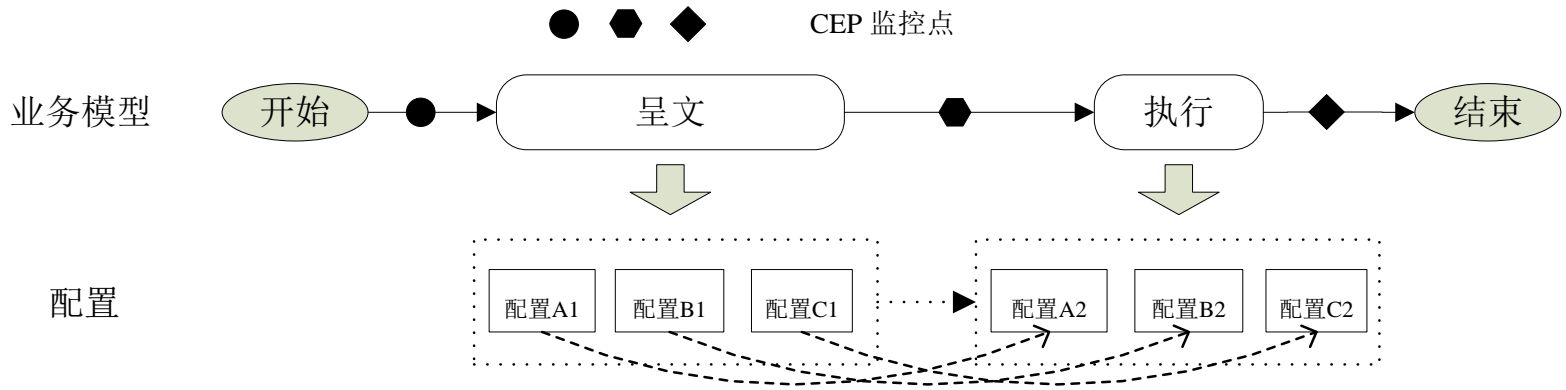 CEP 监控点
业务模型
开始
呈文
执行
结束
配置
配置A1
配置B1
配置C1
配置A2
配置B2
配置C2